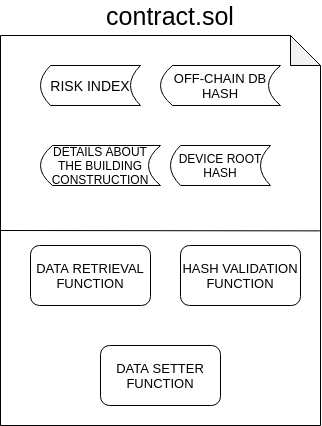 contract.sol
RISK INDEX
OFF-CHAIN DB
HASH
DETAILS ABOUT
THE BUILDING
CONSTRUCTION
DEVICE ROOT
HASH
DATA RETRIEVAL
FUNCTION
HASH VALIDATION
FUNCTION
DATA SETTER
FUNCTION